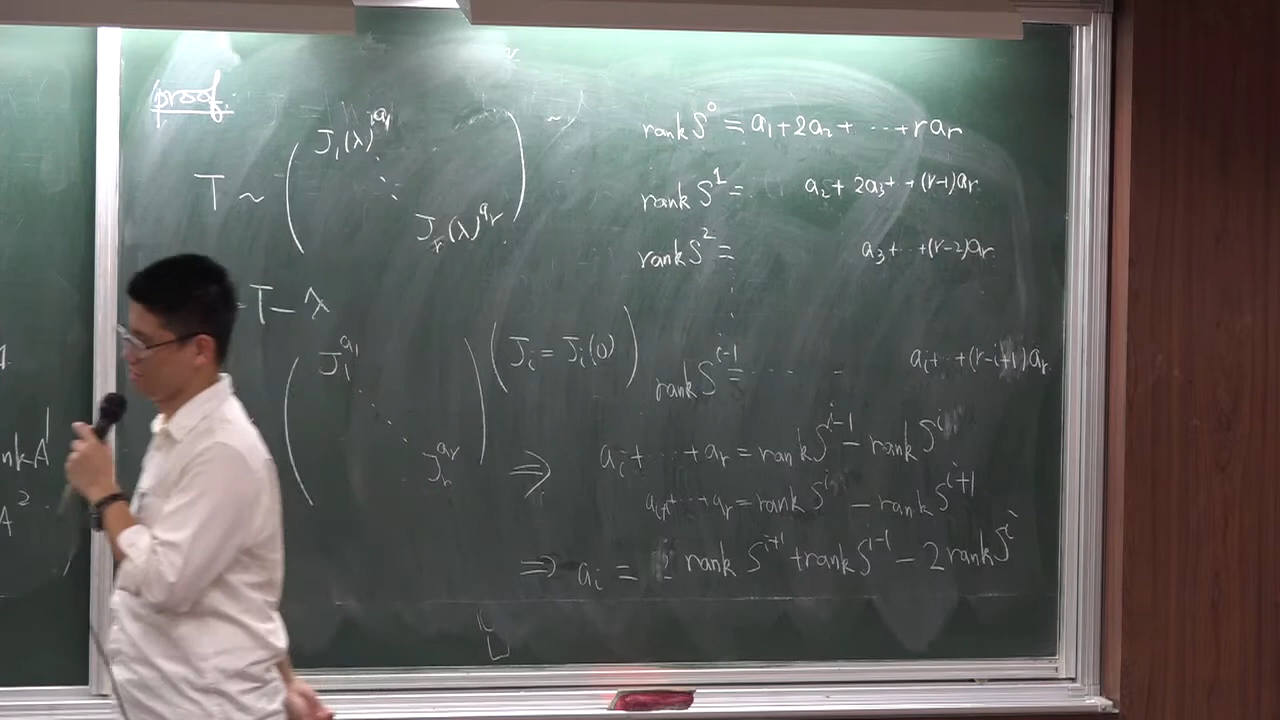 nkA
A²
proof.
T ~ ( J₁(λ)^{a₁} ⋱ J_r(λ)^{a_r} ) ~
= T - λ
( J₁^{a₁} ⋱ J_r^{a_r} ) ( J_i = J_i(0) )
rank S⁰ = a₁ + 2a₂ + ⋯ + r a_r
rank S¹ = a₂ + 2a₃ + ⋯ + (r-1)a_r
rank S² = a₃ + ⋯ + (r-2)a_r
⋮
rank S^{i-1} = ⋯ a_i + ⋯ + (r-i+1)a_r
⇒ a_i + ⋯ + a_r = rank S^{i-1} - rank S^i
a_{i+1} + ⋯ + a_r = rank S^i - rank S^{i+1}
⇒ a_i = rank S^{i+1} + rank S^{i-1} - 2 rank S^i